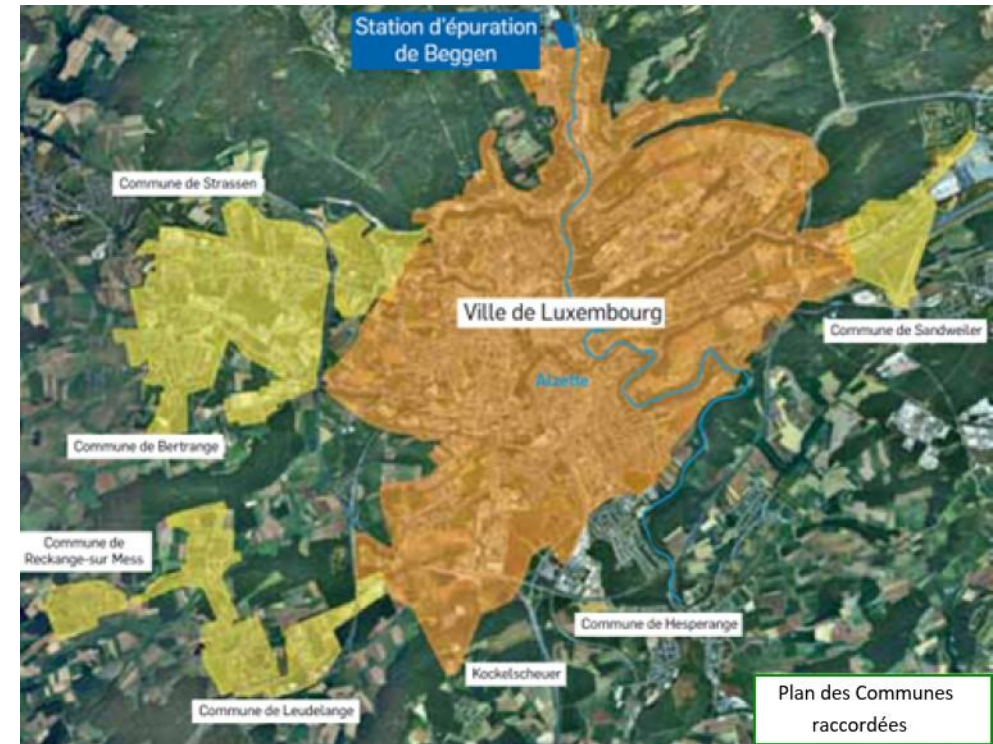 Station d'épuration
de Beggen
Commune de Strassen
Ville de Luxembourg
Commune de Sandweiler
Alzette
Commune de Bertrange
Commune de
Reckange-sur Mess
Commune de Hesperange
Kockelscheuer
Commune de Leudelange
Plan des Communes
raccordées